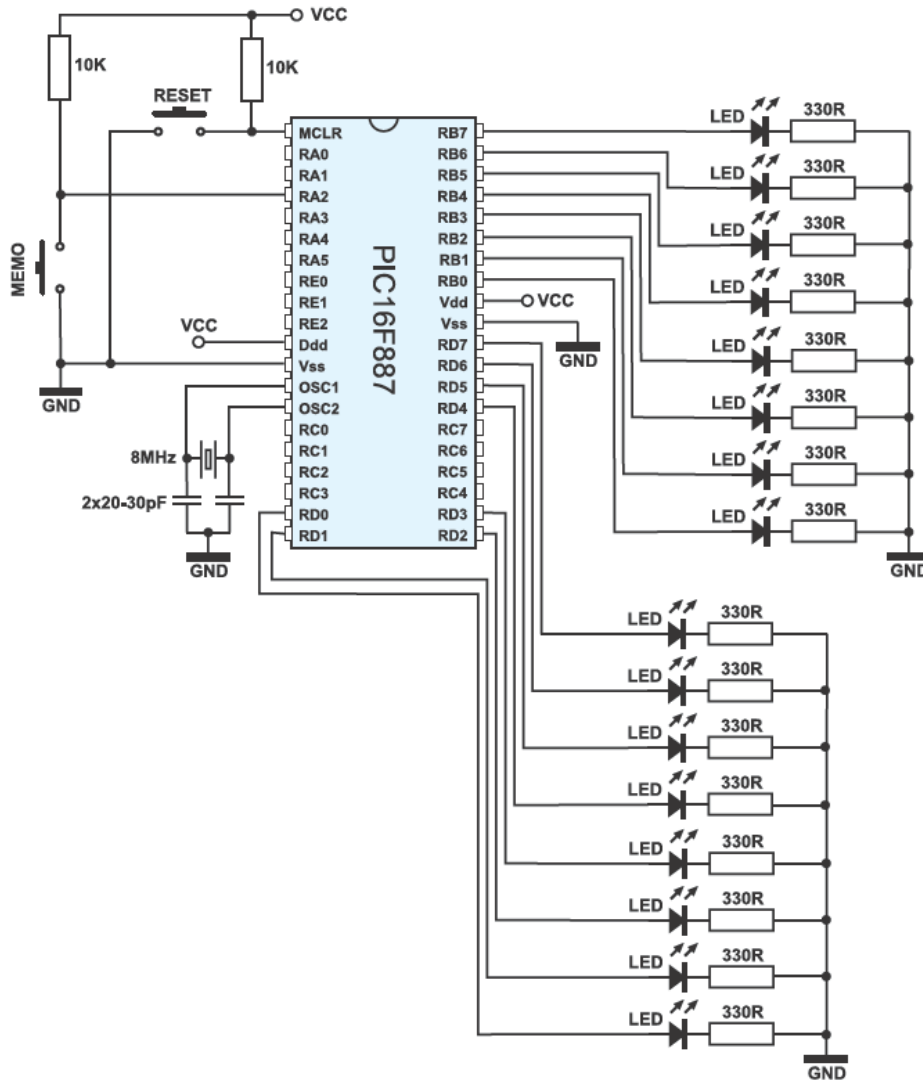 VCC
10K
10K
RESET
MEMO
VCC
GND
8MHz
2x20-30pF
GND
PIC16F887
MCLR
RA0
RA1
RA2
RA3
RA4
RA5
RE0
RE1
RE2
Ddd
Vss
OSC1
OSC2
RC0
RC1
RC2
RC3
RD0
RD1
RB7
RB6
RB5
RB4
RB3
RB2
RB1
RB0
Vdd
Vss
RD7
RD6
RD5
RD4
RC7
RC6
RC5
RC4
RD3
RD2
VCC
GND
LED 330R
LED 330R
LED 330R
LED 330R
LED 330R
LED 330R
LED 330R
LED 330R
GND
LED 330R
LED 330R
LED 330R
LED 330R
LED 330R
LED 330R
LED 330R
LED 330R
GND